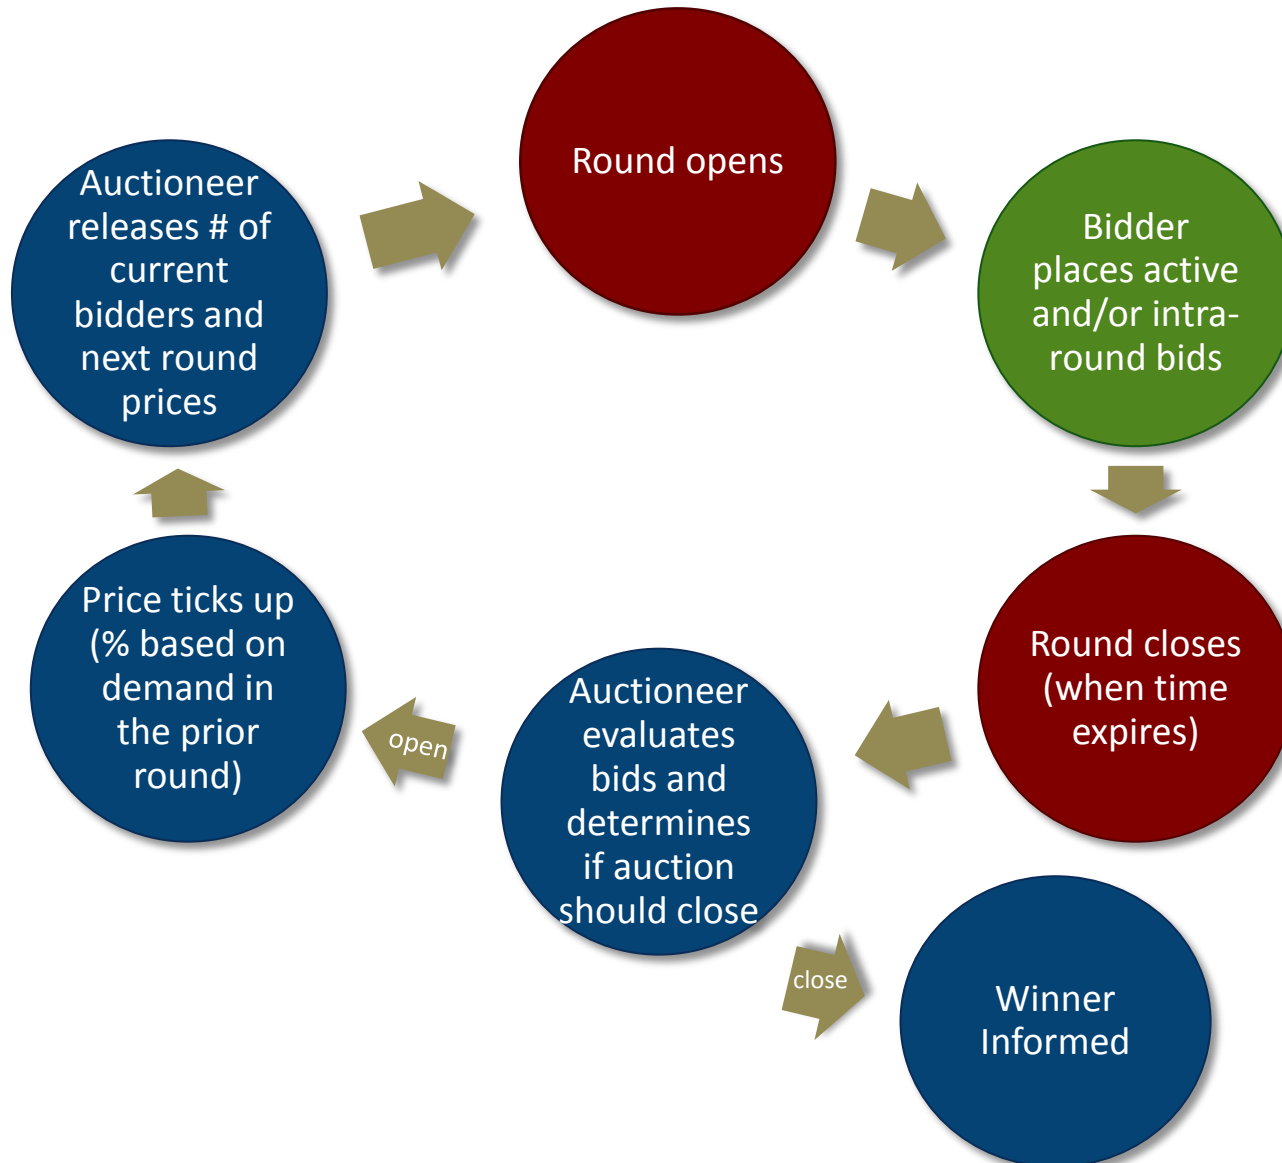 Round opens
Bidder
places active
and/or intra-
round bids
Round closes
(when time
expires)
Auctioneer
evaluates
bids and
determines
if auction
should close
close
Winner
Informed
open
Price ticks up
(% based on
demand in
the prior
round)
Auctioneer
releases # of
current
bidders and
next round
prices